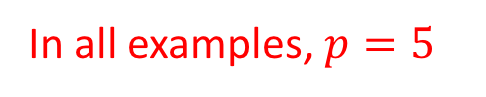 In all examples, p = 5